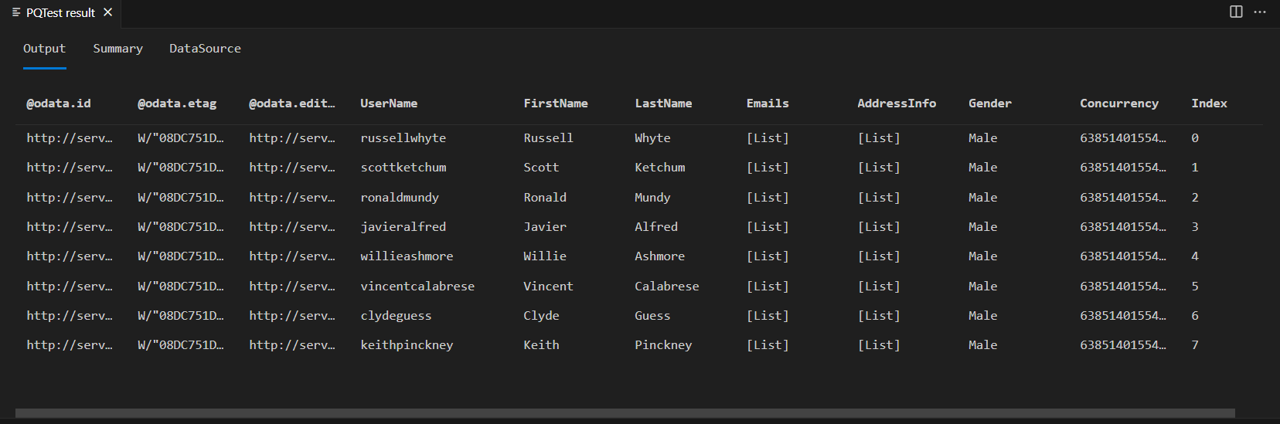 PQTest result
Output Summary DataSource
@odata.id @odata.etag @odata.edit… UserName FirstName LastName Emails AddressInfo Gender Concurrency Index
http://serv… W/"08DC751D… http://serv… russellwhyte Russell Whyte [List] [List] Male 63851401554… 0
http://serv… W/"08DC751D… http://serv… scottketchum Scott Ketchum [List] [List] Male 63851401554… 1
http://serv… W/"08DC751D… http://serv… ronaldmundy Ronald Mundy [List] [List] Male 63851401554… 2
http://serv… W/"08DC751D… http://serv… javieralfred Javier Alfred [List] [List] Male 63851401554… 3
http://serv… W/"08DC751D… http://serv… willieashmore Willie Ashmore [List] [List] Male 63851401554… 4
http://serv… W/"08DC751D… http://serv… vincentcalabrese Vincent Calabrese [List] [List] Male 63851401554… 5
http://serv… W/"08DC751D… http://serv… clydeguess Clyde Guess [List] [List] Male 63851401554… 6
http://serv… W/"08DC751D… http://serv… keithpinckney Keith Pinckney [List] [List] Male 63851401554… 7